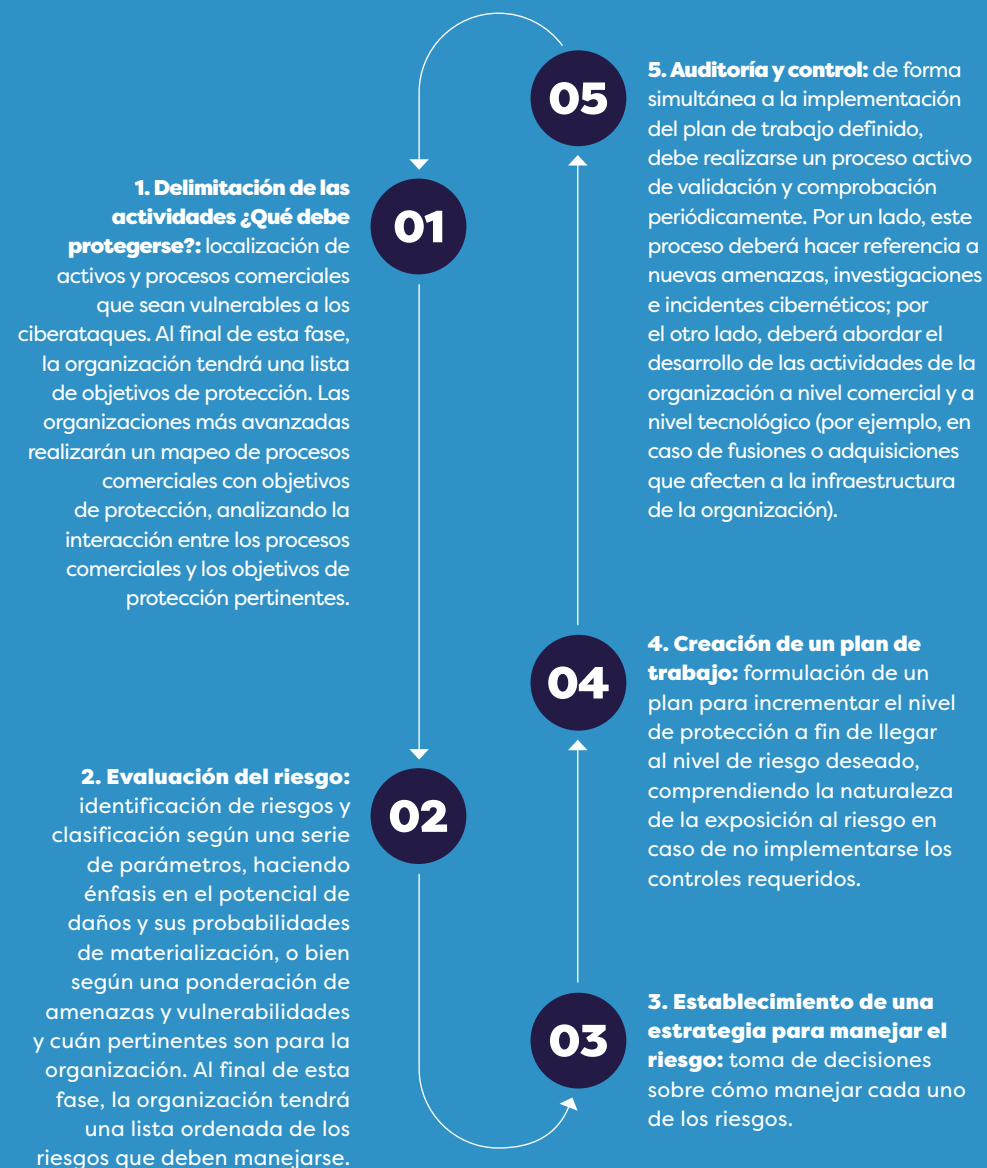 01
1. Delimitación de las
actividades ¿Qué debe
protegerse?: localización de
activos y procesos comerciales
que sean vulnerables a los
ciberataques. Al final de esta fase,
la organización tendrá una lista
de objetivos de protección. Las
organizaciones más avanzadas
realizarán un mapeo de procesos
comerciales con objetivos
de protección, analizando la
interacción entre los procesos
comerciales y los objetivos de
protección pertinentes.
02
2. Evaluación del riesgo:
identificación de riesgos y
clasificación según una serie
de parámetros, haciendo
énfasis en el potencial de
daños y sus probabilidades
de materialización, o bien
según una ponderación de
amenazas y vulnerabilidades
y cuán pertinentes son para la
organización. Al final de esta
fase, la organización tendrá
una lista ordenada de los
riesgos que deben manejarse.
03
3. Establecimiento de una
estrategia para manejar el
riesgo: toma de decisiones
sobre cómo manejar cada uno
de los riesgos.
04
4. Creación de un plan de
trabajo: formulación de un
plan para incrementar el nivel
de protección a fin de llegar
al nivel de riesgo deseado,
comprendiendo la naturaleza
de la exposición al riesgo en
caso de no implementarse los
controles requeridos.
05
5. Auditoría y control: de forma
simultánea a la implementación
del plan de trabajo definido,
debe realizarse un proceso activo
de validación y comprobación
periódicamente. Por un lado, este
proceso deberá hacer referencia a
nuevas amenazas, investigaciones
e incidentes cibernéticos; por
el otro lado, deberá abordar el
desarrollo de las actividades de la
organización a nivel comercial y a
nivel tecnológico (por ejemplo, en
caso de fusiones o adquisiciones
que afecten a la infraestructura
de la organización).